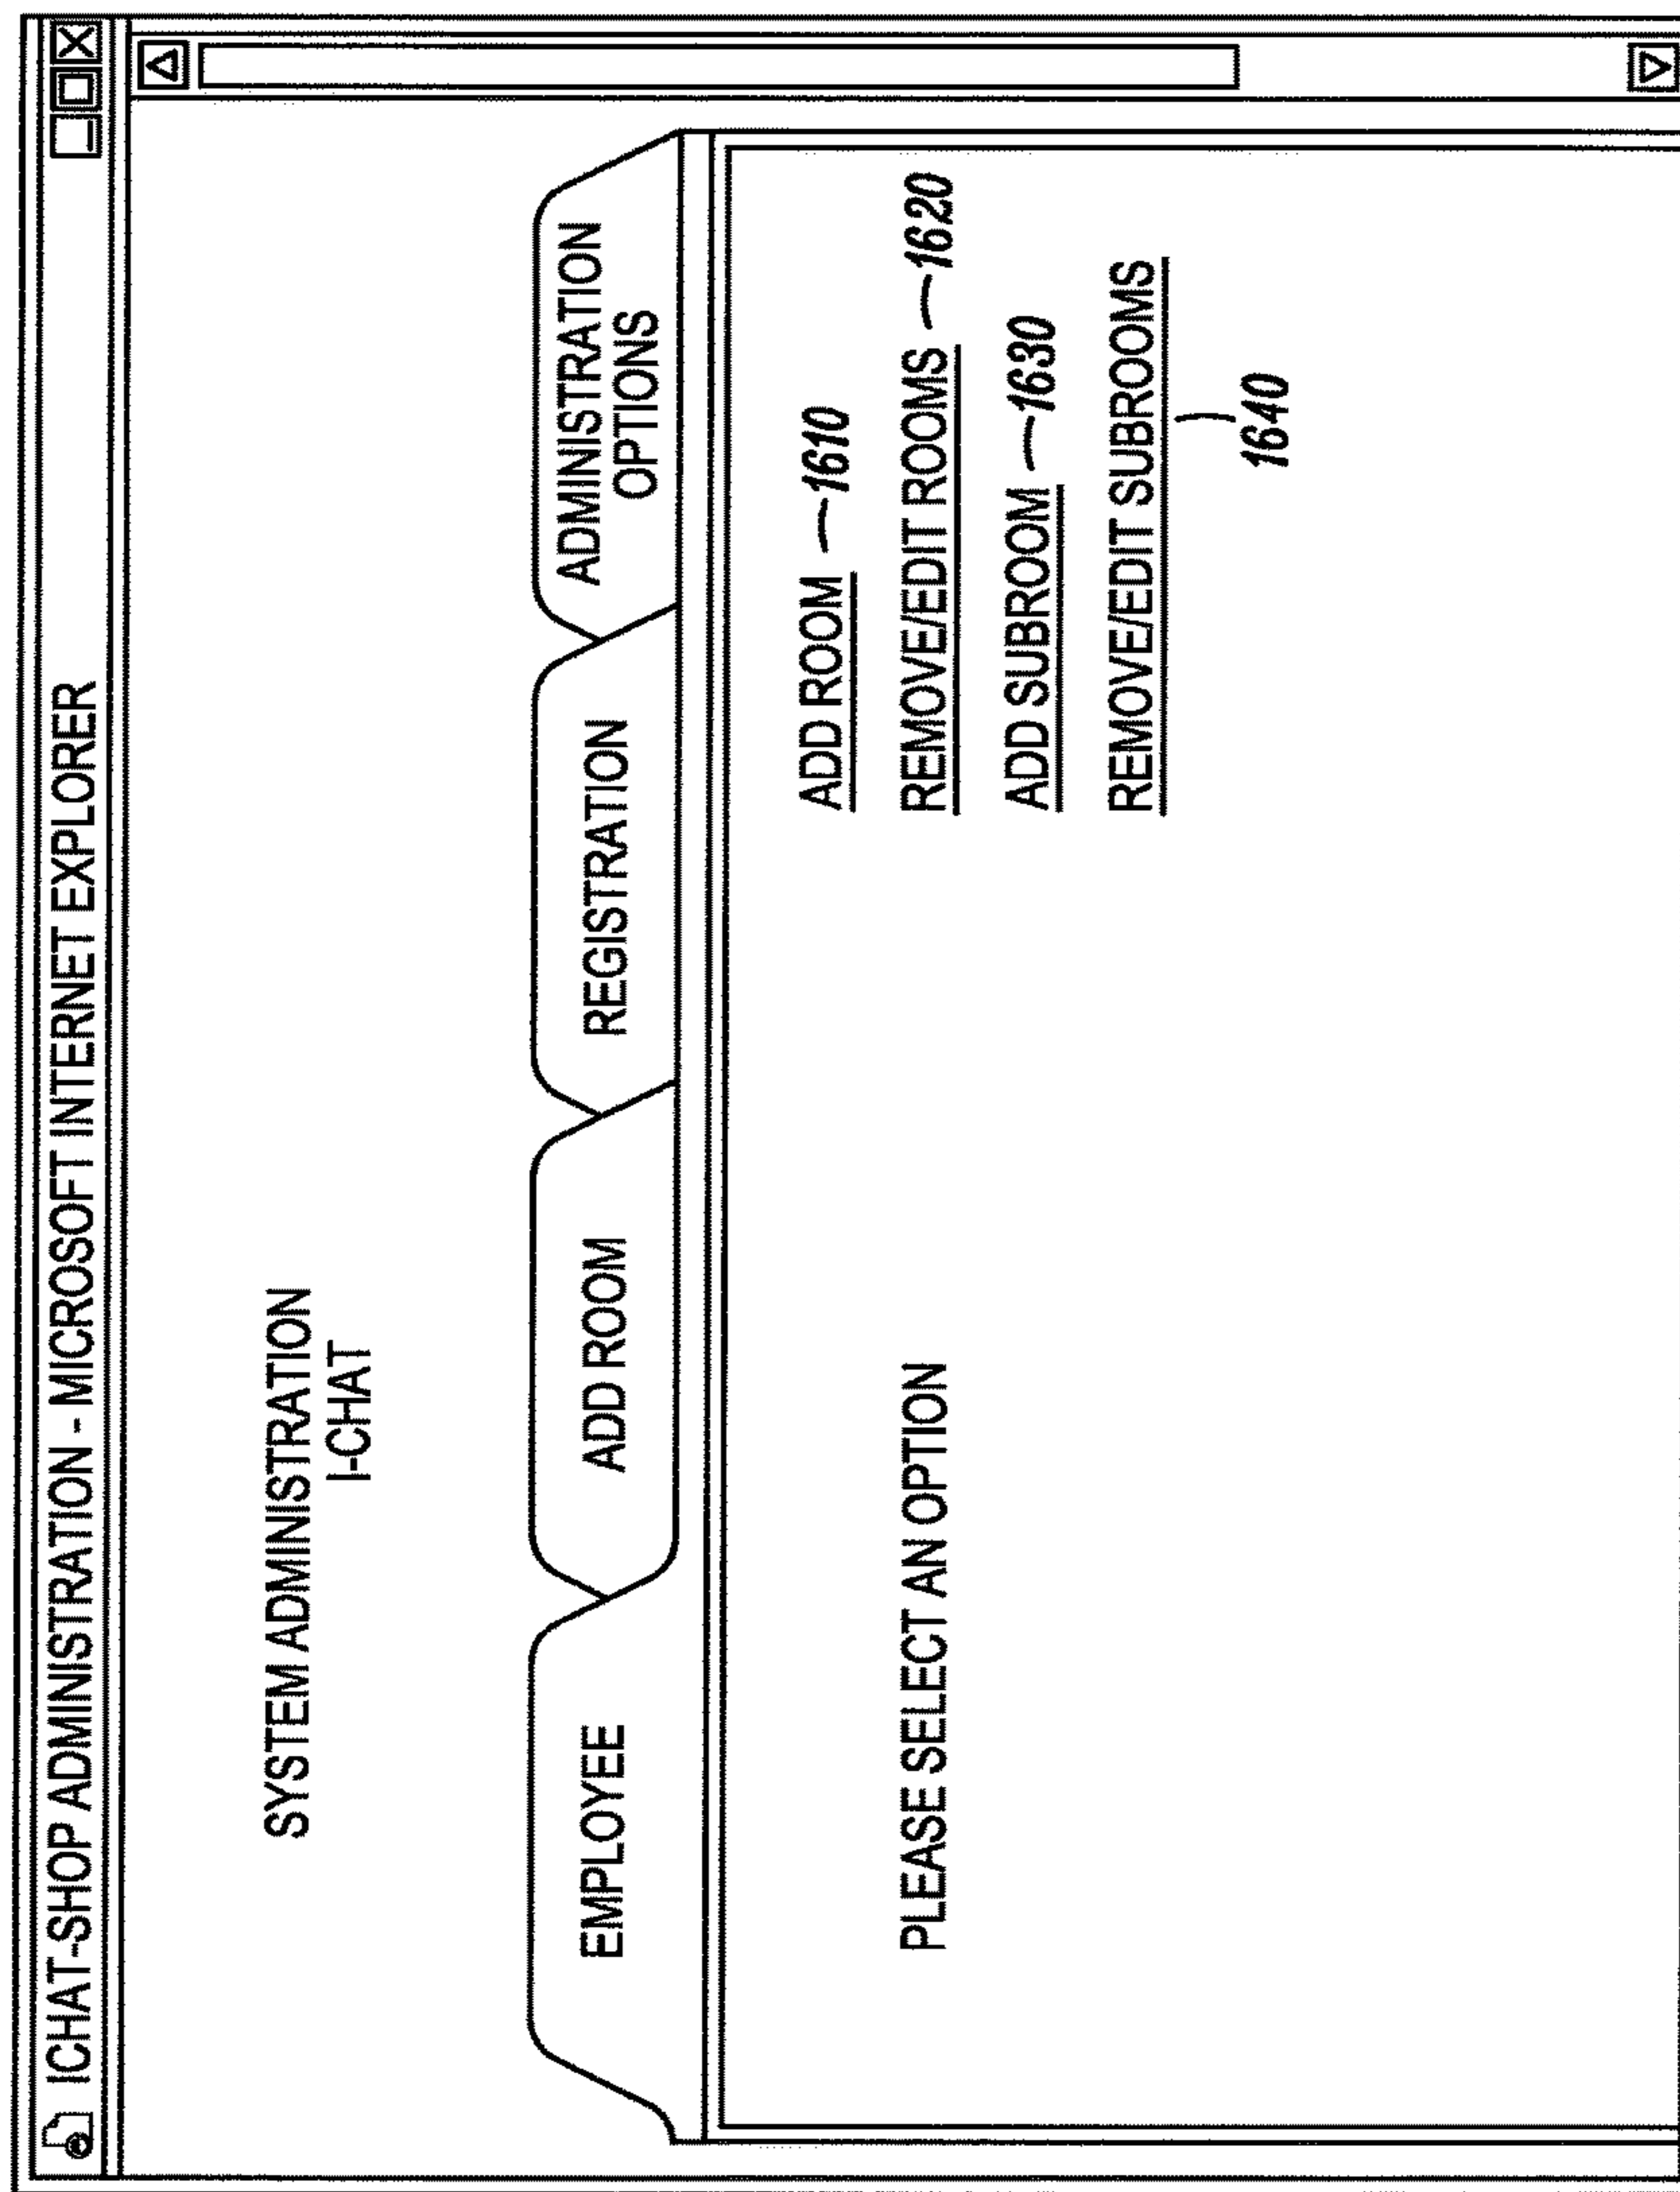 ICHAT-SHOP ADMINISTRATION - MICROSOFT INTERNET EXPLORER
SYSTEM ADMINISTRATION
I-CHAT
EMPLOYEE
ADD ROOM
REGISTRATION
ADMINISTRATION
OPTIONS
PLEASE SELECT AN OPTION
ADD ROOM 1610
REMOVE/EDIT ROOMS 1620
ADD SUBROOM 1630
REMOVE/EDIT SUBROOMS
1640